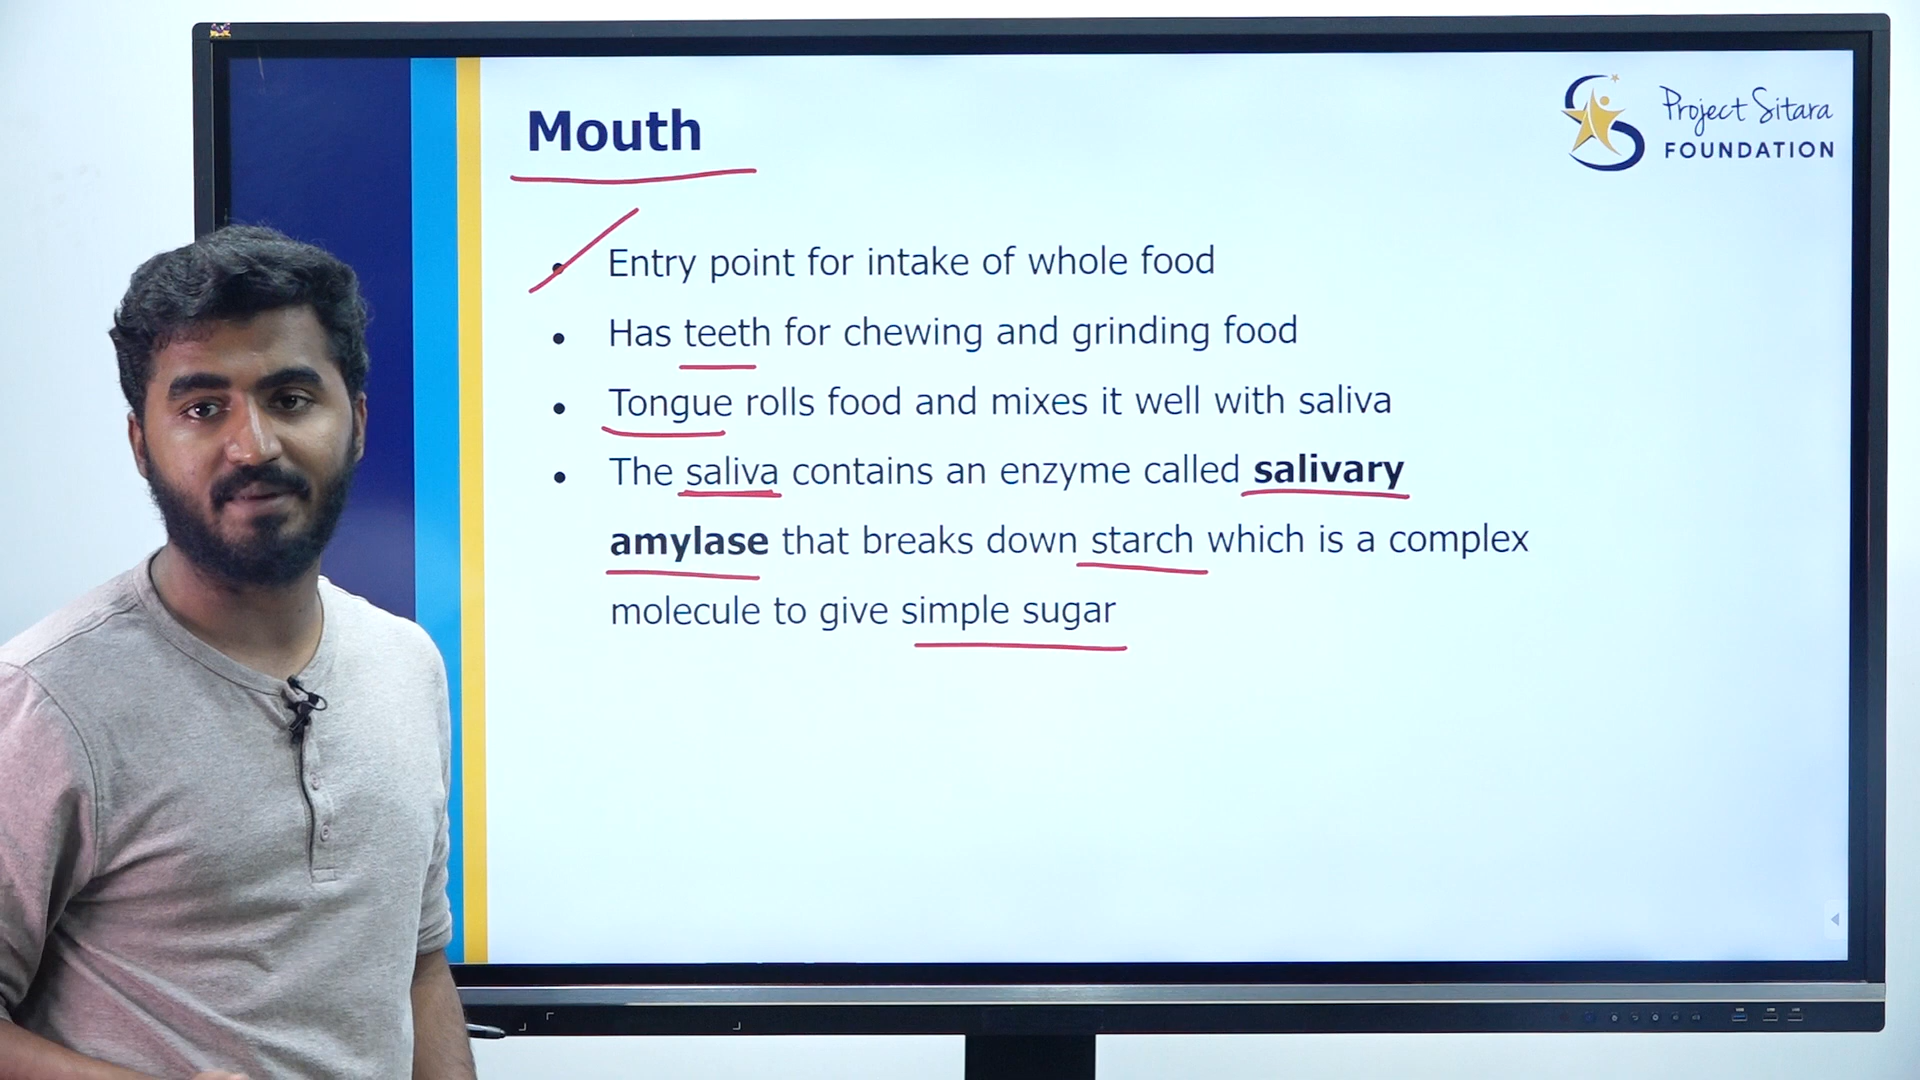 Mouth
Project Sitara
FOUNDATION
• Entry point for intake of whole food
• Has teeth for chewing and grinding food
• Tongue rolls food and mixes it well with saliva
• The saliva contains an enzyme called salivary
amylase that breaks down starch which is a complex
molecule to give simple sugar